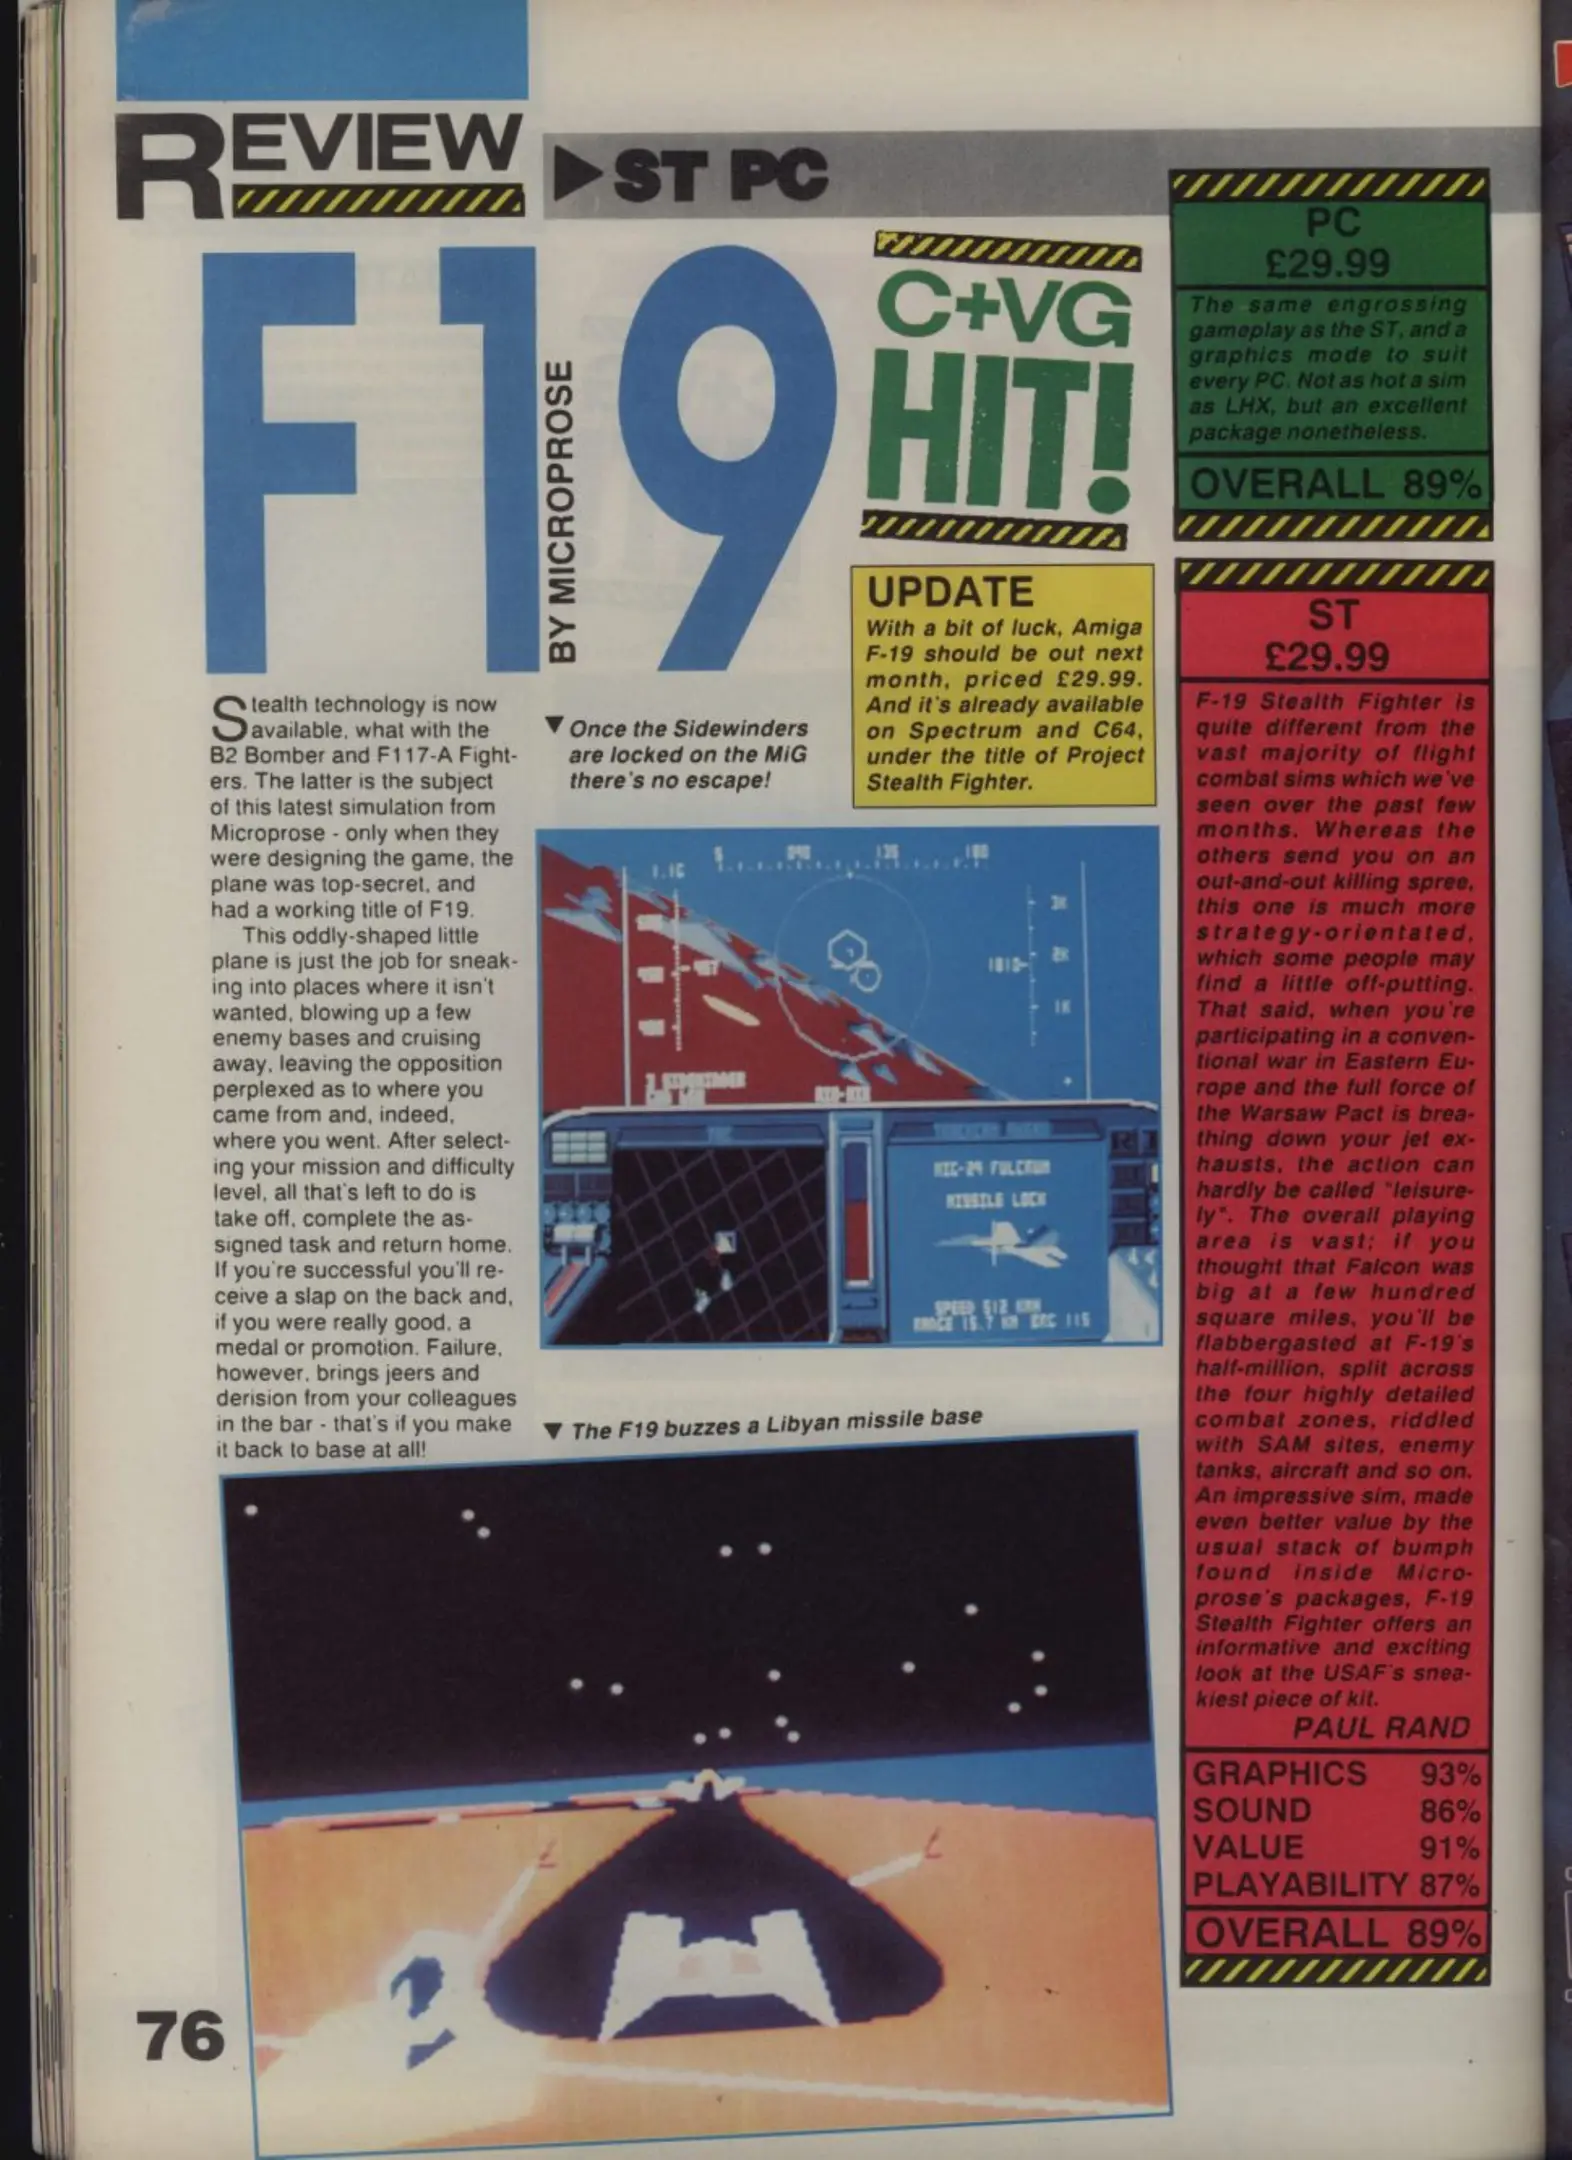 REVIEW
ST PC
F19
BY MICROPROSE
C+VG
HIT!
Stealth technology is now
available, what with the
B2 Bomber and F117-A Fight-
ers. The latter is the subject
of this latest simulation from
Microprose - only when they
were designing the game, the
plane was top-secret, and
had a working title of F19.
This oddly-shaped little
plane is just the job for sneak-
ing into places where it isn't
wanted, blowing up a few
enemy bases and cruising
away, leaving the opposition
perplexed as to where you
came from and, indeed,
where you went. After select-
ing your mission and difficulty
level, all that's left to do is
take off, complete the as-
signed task and return home.
If you're successful you'll re-
ceive a slap on the back and,
if you were really good, a
medal or promotion. Failure,
however, brings jeers and
derision from your colleagues
in the bar - that's if you make
it back to base at all!
Once the Sidewinders
are locked on the MiG
there's no escape!
UPDATE
With a bit of luck, Amiga
F-19 should be out next
month, priced £29.99.
And it's already available
on Spectrum and C64,
under the title of Project
Stealth Fighter.
1.1G
090 135 180
3K
2K
1K
1010
MIG-29 FULCRUM
MISSILE LOCK
SPEED 512
RANGE 15.7 KM BRG 115
The F19 buzzes a Libyan missile base
PC
£29.99
The same engrossing
gameplay as the ST, and a
graphics mode to suit
every PC. Not as hot a sim
as LHX, but an excellent
package nonetheless.
OVERALL 89%
ST
£29.99
F-19 Stealth Fighter is
quite different from the
vast majority of flight
combat sims which we've
seen over the past few
months. Whereas the
others send you on an
out-and-out killing spree,
this one is much more
strategy-orientated,
which some people may
find a little off-putting.
That said, when you're
participating in a conven-
tional war in Eastern Eu-
rope and the full force of
the Warsaw Pact is brea-
thing down your jet ex-
hausts, the action can
hardly be called "leisure-
ly". The overall playing
area is vast; if you
thought that Falcon was
big at a few hundred
square miles, you'll be
flabbergasted at F-19's
half-million, split across
the four highly detailed
combat zones, riddled
with SAM sites, enemy
tanks, aircraft and so on.
An impressive sim, made
even better value by the
usual stack of bumph
found inside Micro-
prose's packages, F-19
Stealth Fighter offers an
informative and exciting
look at the USAF's snea-
kiest piece of kit.
PAUL RAND
GRAPHICS 93%
SOUND 86%
VALUE 91%
PLAYABILITY 87%
OVERALL 89%
76